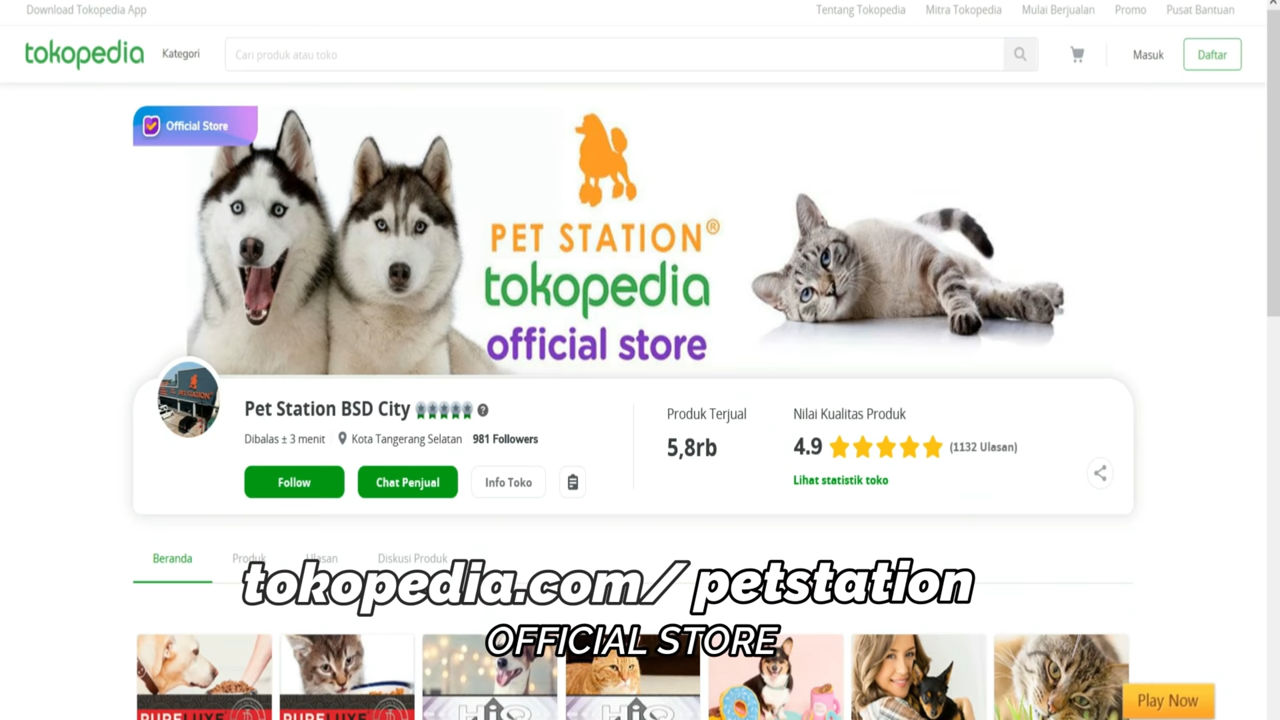 Download Tokopedia App
Tentang Tokopedia Mitra Tokopedia Mulai Berjualan Promo Pusat Bantuan
tokopedia Kategori Cari produk atau toko Masuk Daftar
Official Store
PET STATION®
tokopedia
official store
Pet Station BSD City
Dibalas ± 3 menit Kota Tangerang Selatan 981 Followers
Follow Chat Penjual Info Toko
Produk Terjual
5,8rb
Nilai Kualitas Produk
4.9 (1132 Ulasan)
Lihat statistik toko
Beranda Produk Ulasan Diskusi Produk
tokopedia.com/petstation
OFFICIAL STORE
PURELUXE PURELUXE
Play Now